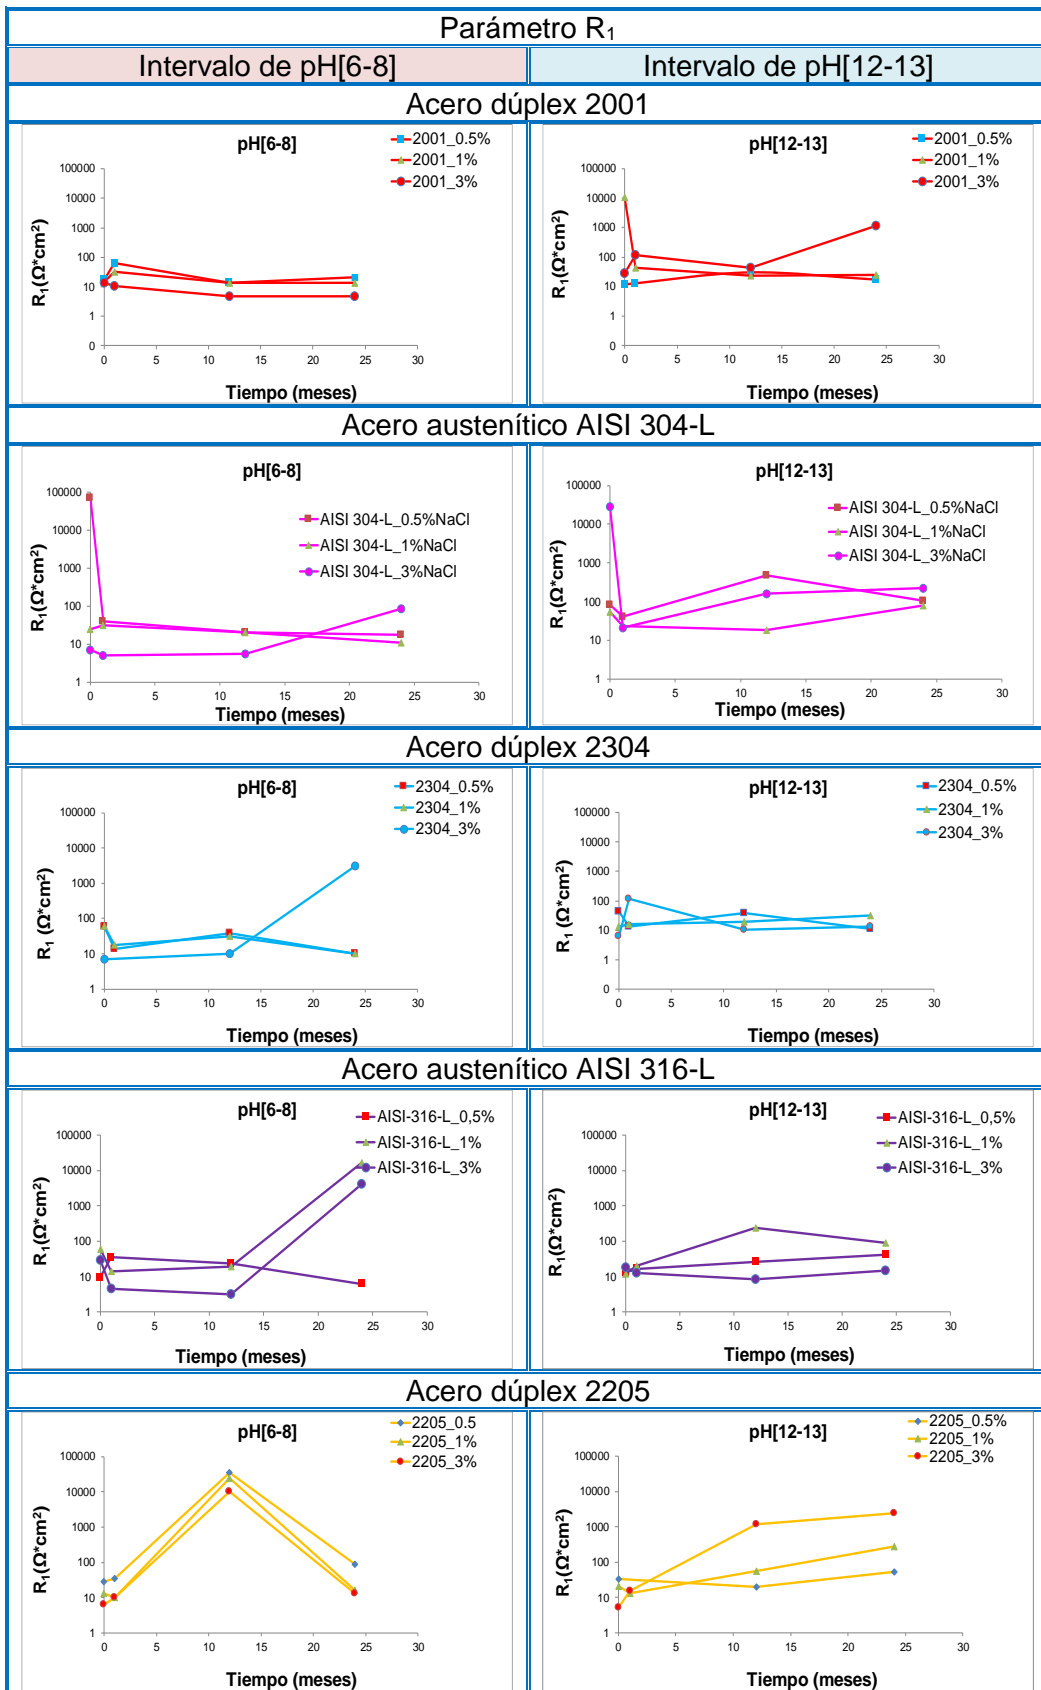 Parámetro R₁
Intervalo de pH[6-8]
Intervalo de pH[12-13]
Acero dúplex 2001
pH[6-8]
2001_0.5%
2001_1%
2001_3%
100000
10000
1000
100
10
1
0
R₁(Ω*cm²)
0 5 10 15 20 25 30
Tiempo (meses)
pH[12-13]
2001_0.5%
2001_1%
2001_3%
100000
10000
1000
100
10
1
0
R₁(Ω*cm²)
0 5 10 15 20 25 30
Tiempo (meses)
Acero austenítico AISI 304-L
pH[6-8]
AISI 304-L_0.5%NaCl
AISI 304-L_1%NaCl
AISI 304-L_3%NaCl
100000
10000
1000
100
10
1
R₁(Ω*cm²)
0 5 10 15 20 25 30
Tiempo (meses)
pH[12-13]
AISI 304-L_0.5%NaCl
AISI 304-L_1%NaCl
AISI 304-L_3%NaCl
100000
10000
1000
100
10
1
R₁(Ω*cm²)
0 5 10 15 20 25 30
Tiempo (meses)
Acero dúplex 2304
pH[6-8]
2304_0.5%
2304_1%
2304_3%
100000
10000
1000
100
10
1
R₁ (Ω*cm²)
0 5 10 15 20 25 30
Tiempo (meses)
pH[12-13]
2304_0.5%
2304_1%
2304_3%
100000
10000
1000
100
10
1
0
R₁ (Ω*cm²)
0 5 10 15 20 25 30
Tiempo (meses)
Acero austenítico AISI 316-L
pH[6-8]
AISI-316-L_0,5%
AISI-316-L_1%
AISI-316-L_3%
100000
10000
1000
100
10
1
R₁(Ω*cm²)
0 5 10 15 20 25 30
Tiempo (meses)
pH[12-13]
AISI-316-L_0,5%
AISI-316-L_1%
AISI-316-L_3%
100000
10000
1000
100
10
1
R₁(Ω*cm²)
0 5 10 15 20 25 30
Tiempo (meses)
Acero dúplex 2205
pH[6-8]
2205_0.5
2205_1%
2205_3%
100000
10000
1000
100
10
1
R₁(Ω*cm²)
0 5 10 15 20 25 30
Tiempo (meses)
pH[12-13]
2205_0.5%
2205_1%
2205_3%
100000
10000
1000
100
10
1
R₁(Ω*cm²)
0 5 10 15 20 25 30
Tiempo (meses)